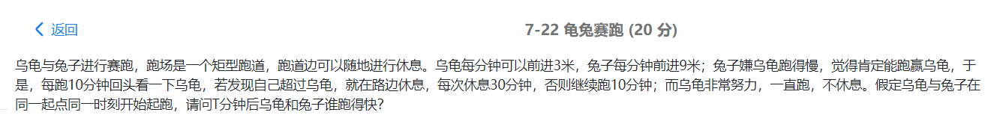 返回
7-22 龟兔赛跑 (20 分)
乌龟与兔子进行赛跑，跑场是一个矩型跑道，跑道边可以随地进行休息。乌龟每分钟可以前进3米，兔子每分钟前进9米；兔子嫌乌龟跑得慢，觉得肯定能跑赢乌龟，于
是，每跑10分钟回头看一下乌龟，若发现自己超过乌龟，就在路边休息，每次休息30分钟，否则继续跑10分钟；而乌龟非常努力，一直跑，不休息。假定乌龟与兔子在
同一起点同一时刻开始起跑，请问T分钟后乌龟和兔子谁跑得快？